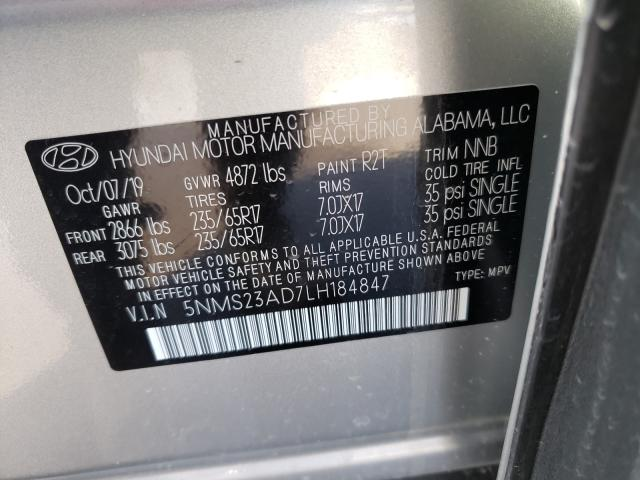 MANUFACTURED BY
HYUNDAI MOTOR MANUFACTURING ALABAMA, LLC
Oct/07/19 GVWR 4872 lbs PAINT R2T TRIM NNB
GAWR TIRES RIMS COLD TIRE INFL
FRONT 2866 lbs 235/65R17 7.0JX17 35 psi SINGLE
REAR 3075 lbs 235/65R17 7.0JX17 35 psi SINGLE
THIS VEHICLE CONFORMS TO ALL APPLICABLE U.S.A. FEDERAL
MOTOR VEHICLE SAFETY AND THEFT PREVENTION STANDARDS
IN EFFECT ON THE DATE OF MANUFACTURE SHOWN ABOVE
V.I.N 5NMS23AD7LH184847 TYPE: MPV